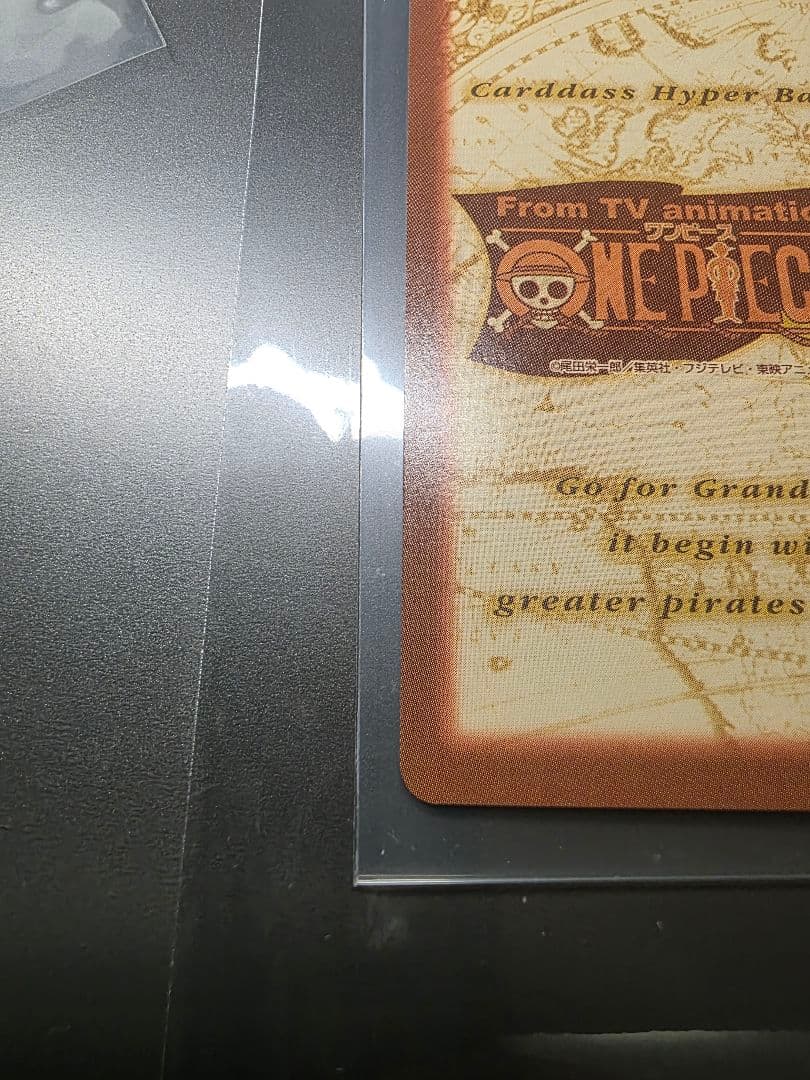 Carddass Hyper Ba
From TV animatio
ワンピース
ONE PIEC
©尾田栄一郎／集英社・フジテレビ・東映アニ
Go for Grand
it begin wi
greater pirates